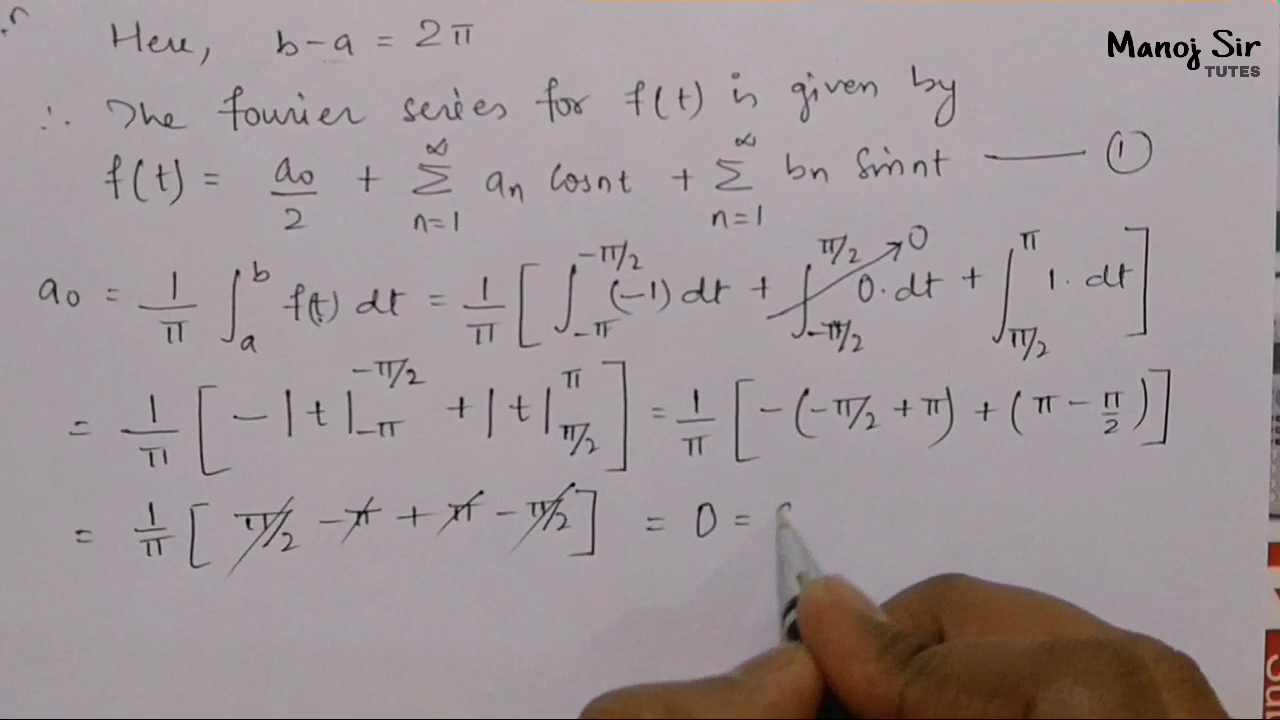 Manoj Sir
TUTES
Here, b-a = 2π
∴ The fourier series for f(t) is given by
f(t) = a₀/2 + ∑_{n=1}^{∞} aₙ Cosnt + ∑_{n=1}^{∞} bₙ Sinnt —— ①
a₀ = 1/π ∫_a^b f(t) dt = 1/π [ ∫_{-π}^{-π/2} (-1) dt + ∫_{-π/2}^{π/2} 0. dt → 0 + ∫_{π/2}^{π} 1. dt ]
= 1/π [ - |t|_{-π}^{-π/2} + |t|_{π/2}^{π} ] = 1/π [ -(-π/2 + π) + (π - π/2) ]
= 1/π [ π/2 - π + π - π/2 ] = 0 =